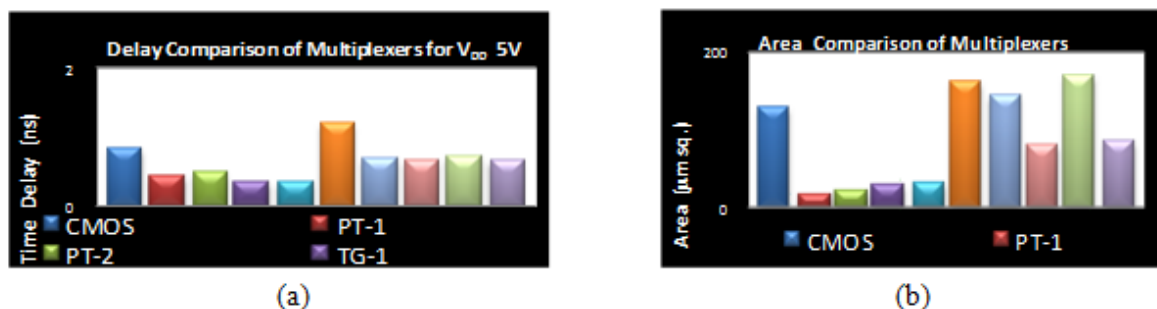 Delay Comparison of Multiplexers for V_DD 5V
2
Time Delay (ns)
0
CMOS
PT-1
PT-2
TG-1
(a)
Area Comparison of Multiplexers
200
Area (µm sq.)
0
CMOS
PT-1
(b)